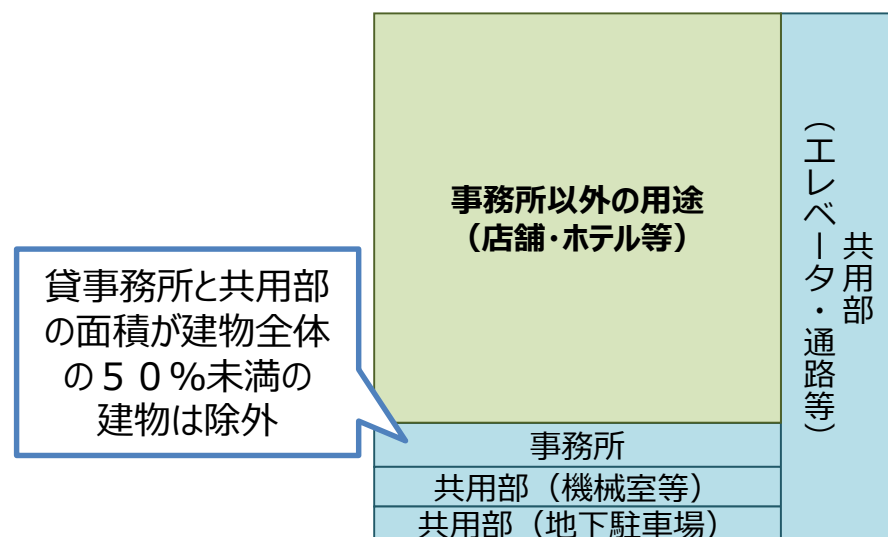 事務所以外の用途
（店舗・ホテル等）
共用部
（エレベータ・通路等）
貸事務所と共用部
の面積が建物全体
の５０％未満の
建物は除外
事務所
共用部（機械室等）
共用部（地下駐車場）